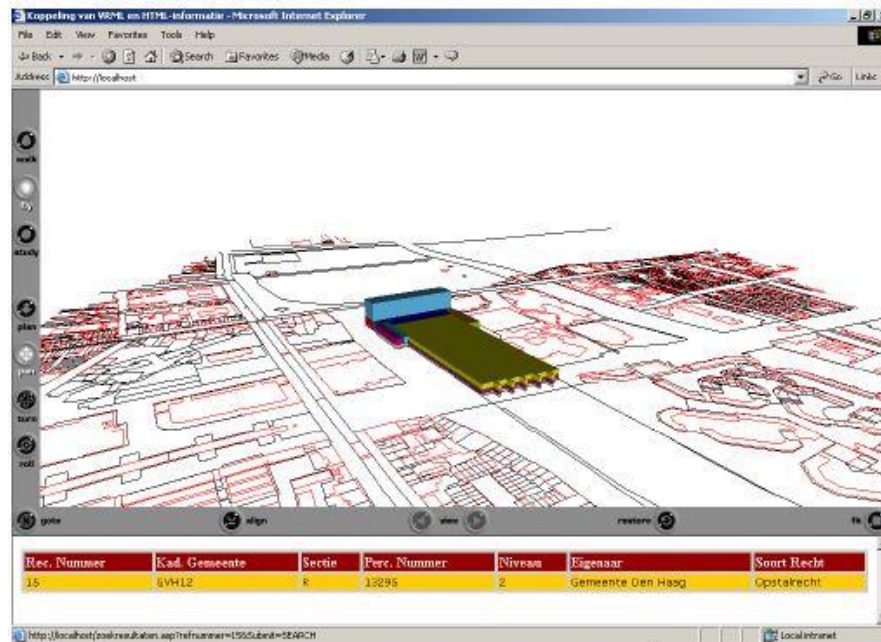 Koppeling van VRML en HTML-informatie - Microsoft Internet Explorer
File Edit View Favorites Tools Help
Back Search Favorites Media
Address http://localhost Go Links
walk
fly
study
plan
pan
turn
roll
goto align view restore fit
Rec. Nummer Kad. Gemeente Sectie Perc. Nummer Niveau Eigenaar Soort Recht
15 GVH12 R 13295 2 Gemeente Den Haag Opstalrecht
http://localhost/zoekresultaten.asp?refnummer=15&Submit=SEARCH Local intranet